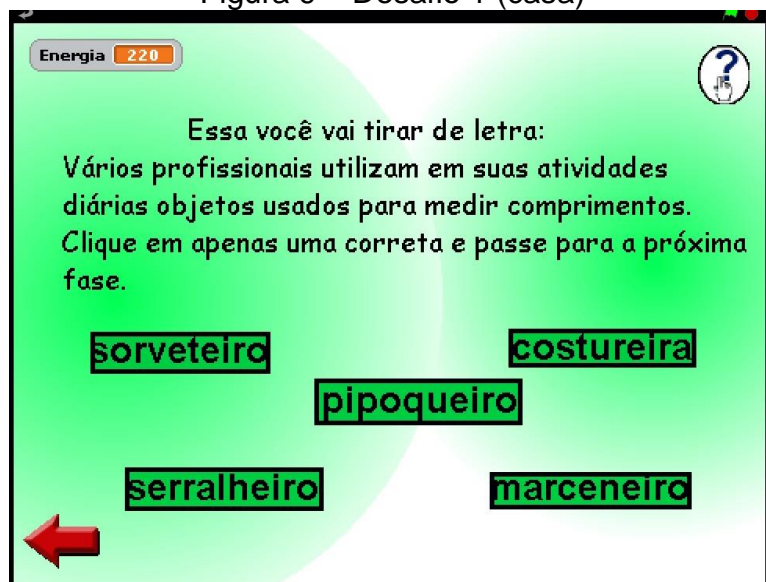 Energia 220
Essa você vai tirar de letra:
Vários profissionais utilizam em suas atividades
diárias objetos usados para medir comprimentos.
Clique em apenas uma correta e passe para a próxima
fase.
sorveteiro
costureira
pipoqueiro
serralheiro
marceneiro